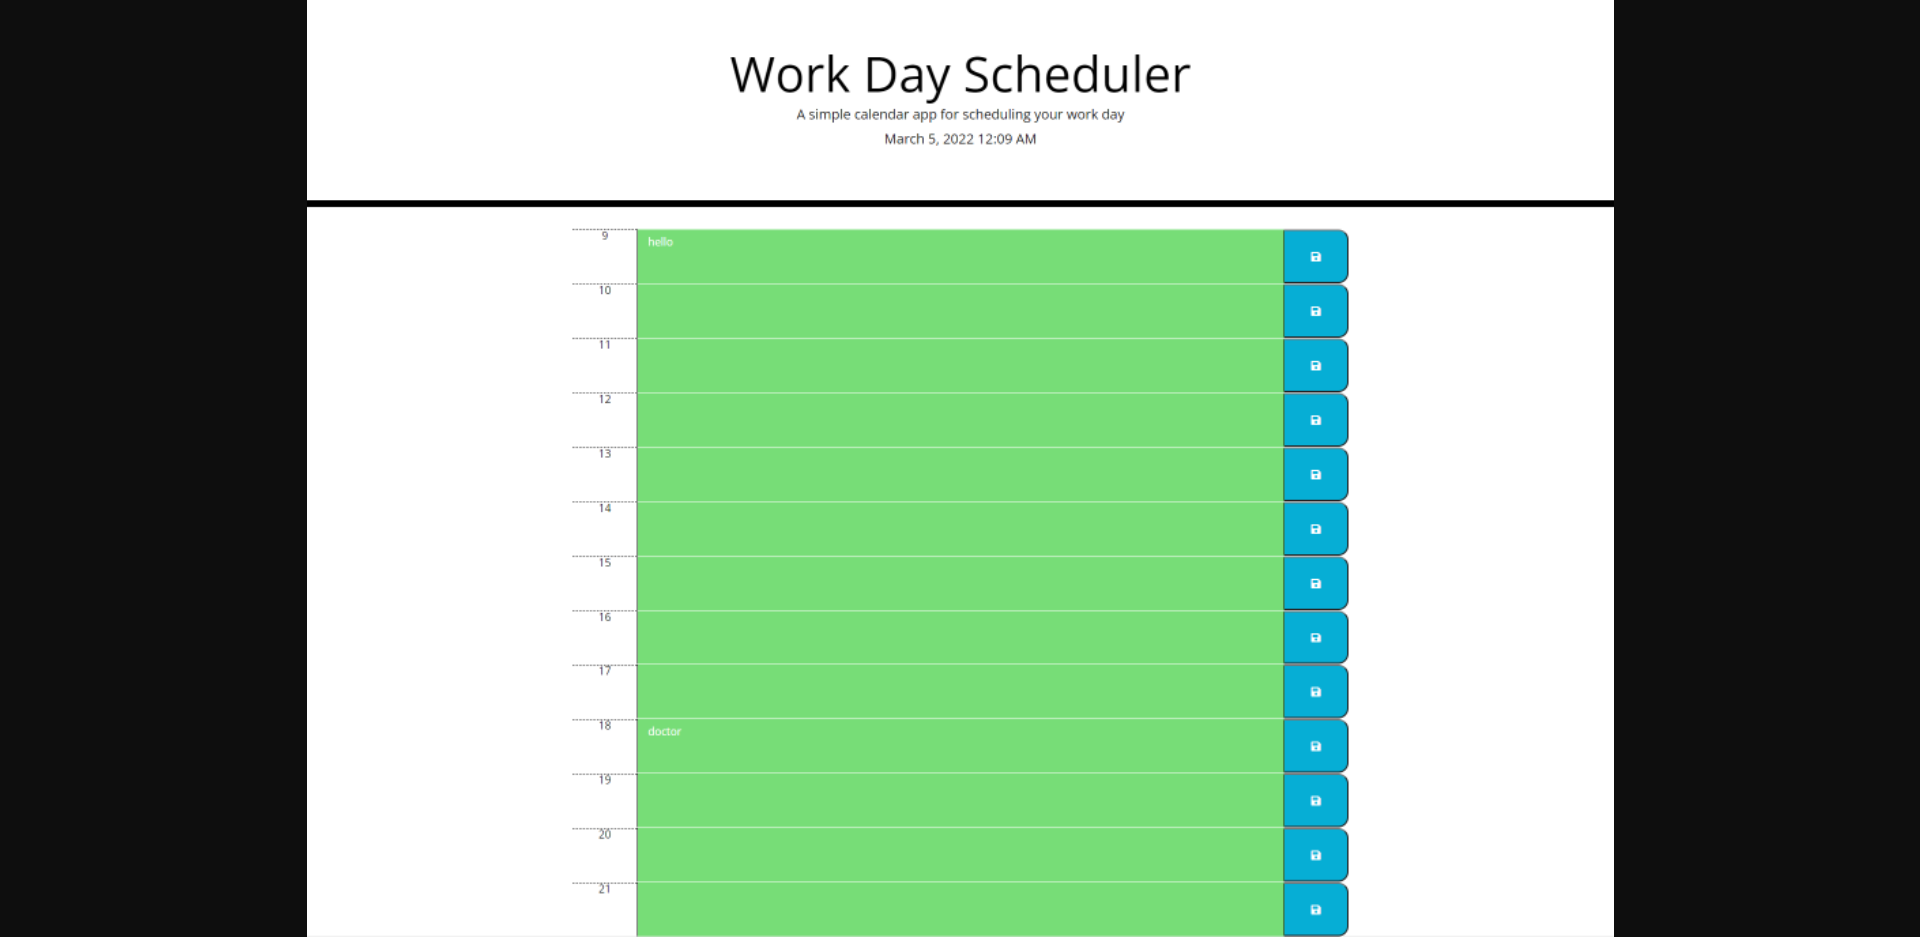 Work Day Scheduler
A simple calendar app for scheduling your work day
March 5, 2022 12:09 AM
9
hello
10
11
12
13
14
15
16
17
18
doctor
19
20
21